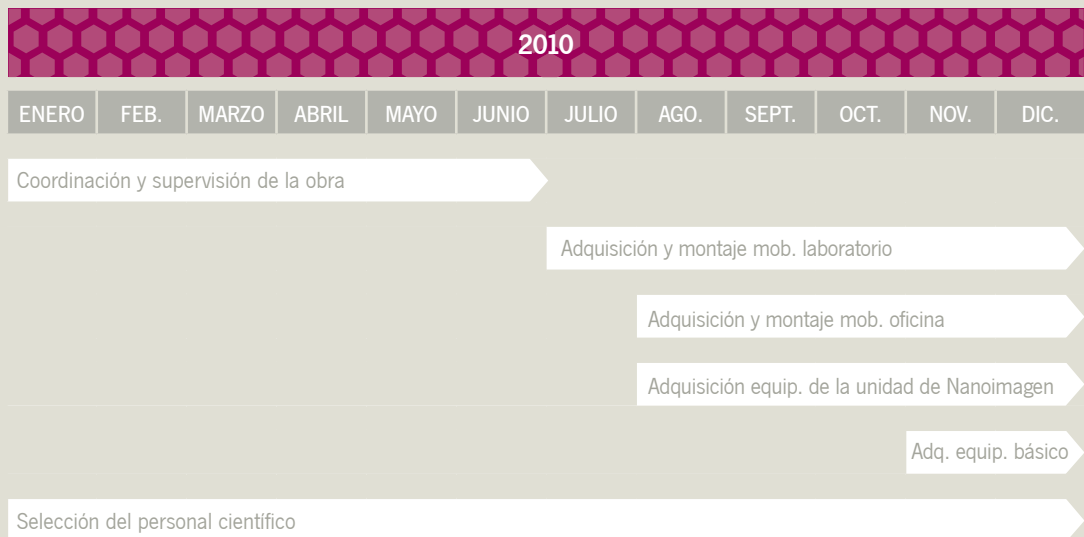 2010
ENERO FEB. MARZO ABRIL MAYO JUNIO JULIO AGO. SEPT. OCT. NOV. DIC.
Coordinación y supervisión de la obra
Adquisición y montaje mob. laboratorio
Adquisición y montaje mob. oficina
Adquisición equip. de la unidad de Nanoimagen
Adq. equip. básico
Selección del personal científico